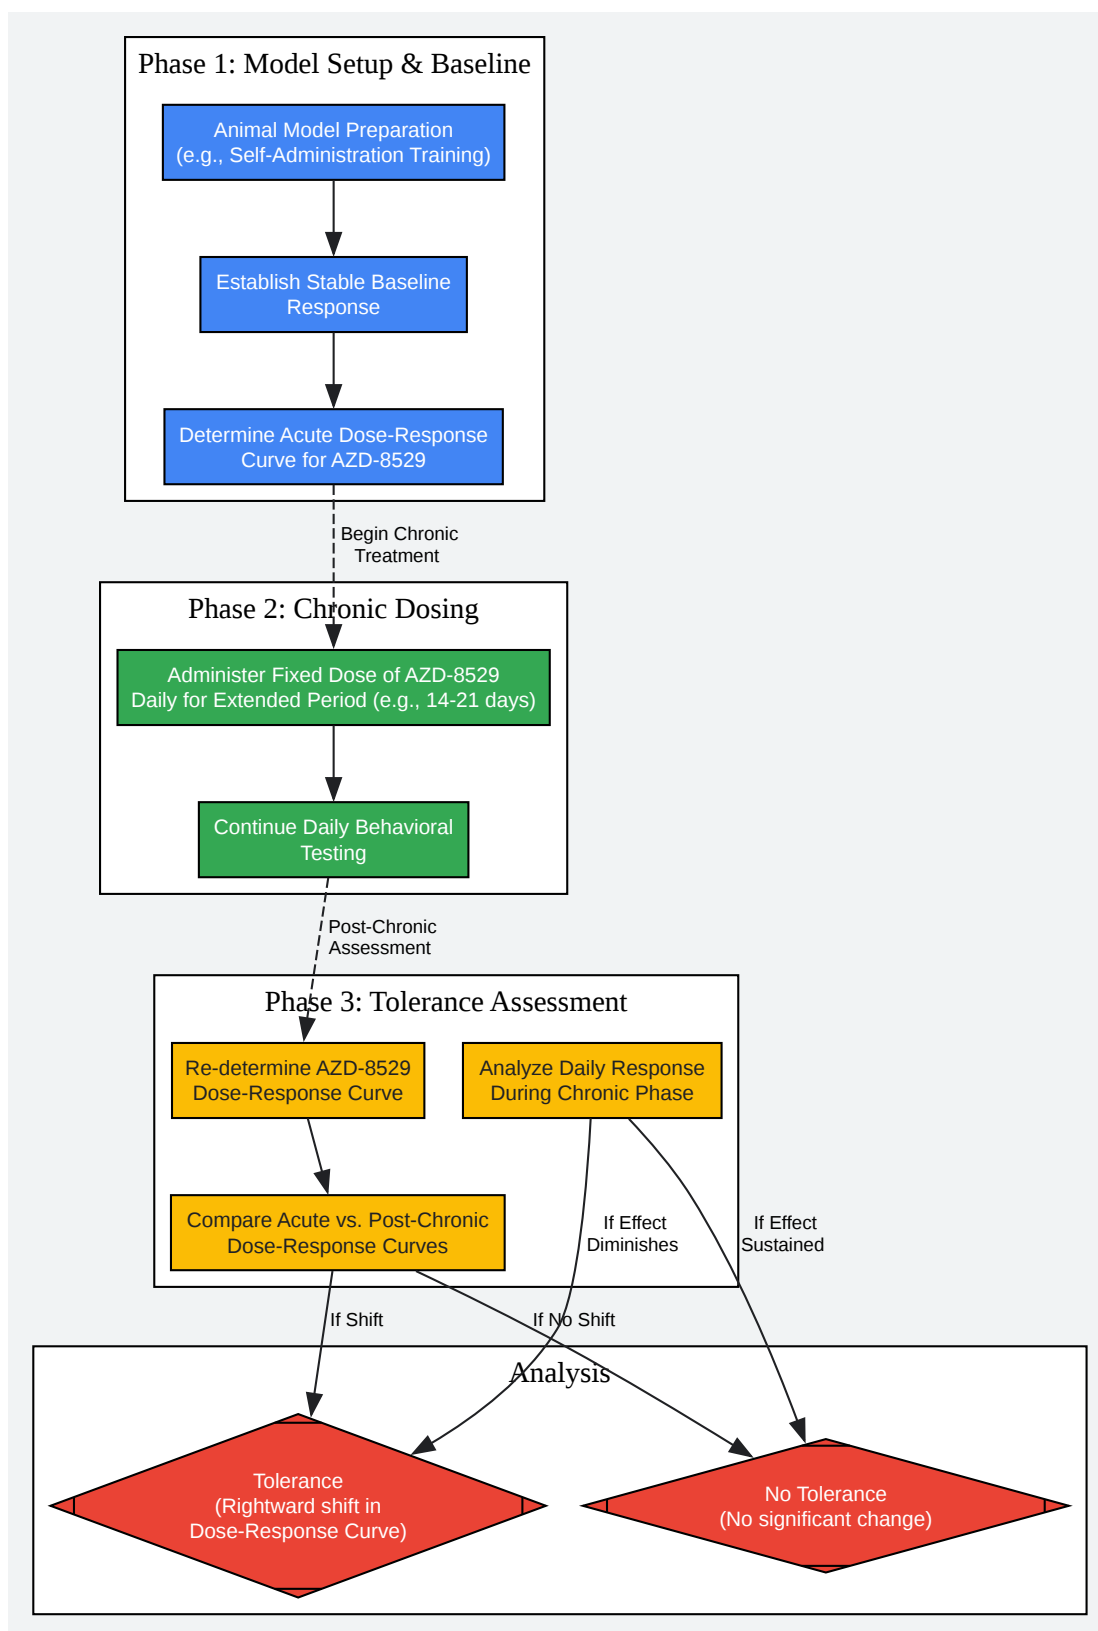 Phase 1: Model Setup & Baseline
Animal Model Preparation
(e.g., Self-Administration Training)
Establish Stable Baseline
Response
Determine Acute Dose-Response
Curve for AZD-8529
Begin Chronic
Treatment
Phase 2: Chronic Dosing
Administer Fixed Dose of AZD-8529
Daily for Extended Period (e.g., 14-21 days)
Continue Daily Behavioral
Testing
Post-Chronic
Assessment
Phase 3: Tolerance Assessment
Re-determine AZD-8529
Dose-Response Curve
Analyze Daily Response
During Chronic Phase
Compare Acute vs. Post-Chronic
Dose-Response Curves
If Effect
Diminishes
If Effect
Sustained
If Shift
If No Shift
Analysis
Tolerance
(Rightward shift in
Dose-Response Curve)
No Tolerance
(No significant change)